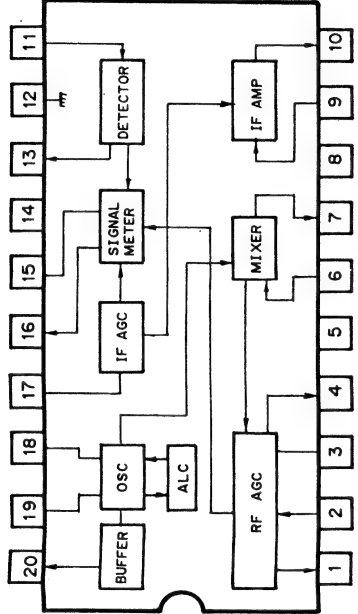 20
19
18
17
16
15
14
13
12
11
BUFFER
OSC
ALC
IF AGC
SIGNAL
METER
DETECTOR
RF AGC
MIXER
IF AMP
1
2
3
4
5
6
7
8
9
10